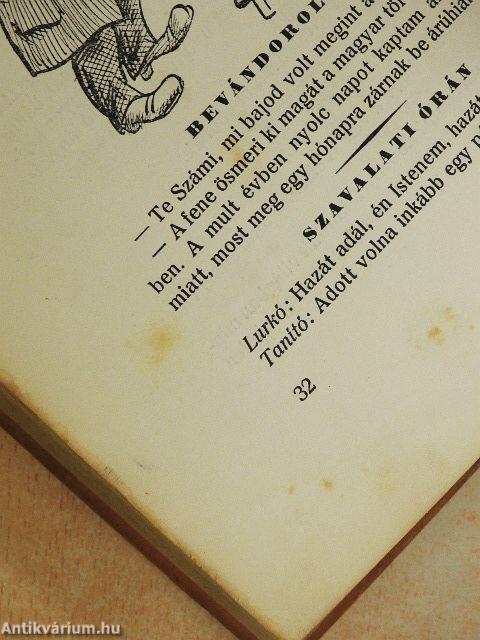 BEVÁNDOROL
— Te Számi, mi bajod volt megint a
— A fene ösmeri ki magát a magyar tör
ben. A mult évben nyolc napot kaptam a
miatt, most meg egy hónapra zárnak be árúhiá
SZAVALATI ÓRÁN
Lurkó: Hazát adál, én Istenem, hazát
Tanító: Adott volna inkább egy p
32
Antikvárium.hu